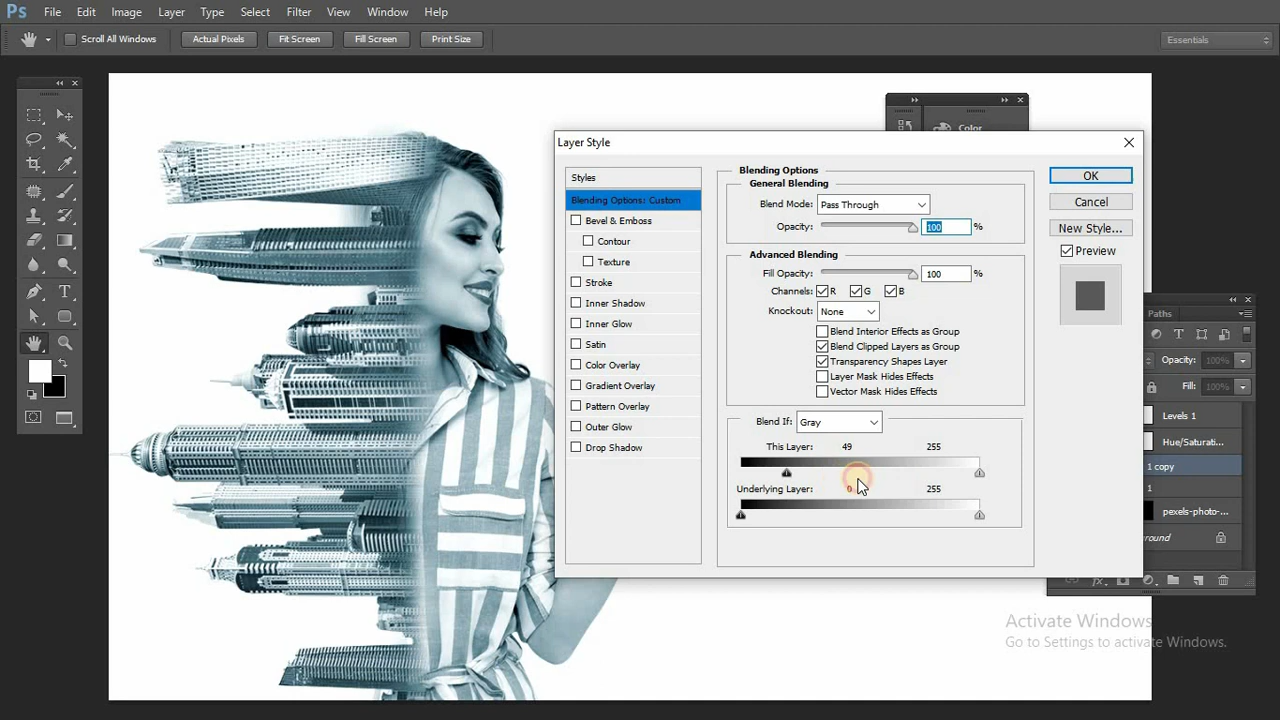 Ps File Edit Image Layer Type Select Filter View Window Help
Scroll All Windows Actual Pixels Fit Screen Fill Screen Print Size Essentials
Color
Layer Style
Styles
Blending Options: Custom
Bevel & Emboss
Contour
Texture
Stroke
Inner Shadow
Inner Glow
Satin
Color Overlay
Gradient Overlay
Pattern Overlay
Outer Glow
Drop Shadow
Blending Options
General Blending
Blend Mode: Pass Through
Opacity: 100 %
Advanced Blending
Fill Opacity: 100 %
Channels: R G B
Knockout: None
Blend Interior Effects as Group
Blend Clipped Layers as Group
Transparency Shapes Layer
Layer Mask Hides Effects
Vector Mask Hides Effects
Blend If: Gray
This Layer: 49 255
Underlying Layer: 0 255
OK
Cancel
New Style...
Preview
Paths
Opacity: 100%
Fill: 100%
Levels 1
Hue/Saturati...
1 copy
1
pexels-photo-...
ground
fx
Activate Windows
Go to Settings to activate Windows.